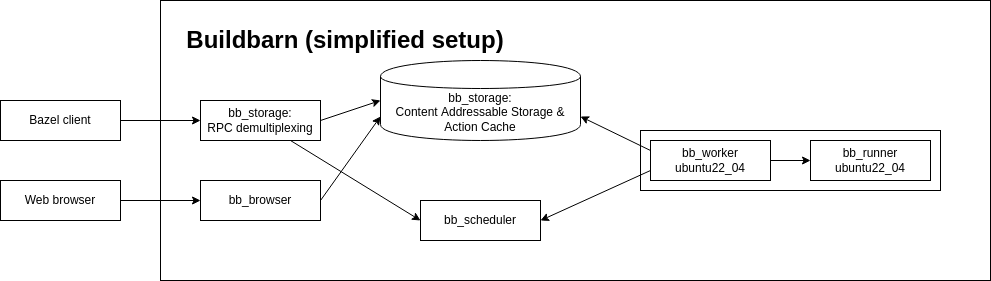 Buildbarn (simplified setup)
bb_storage:
Content Addressable Storage &
Action Cache
Bazel client
bb_storage:
RPC demultiplexing
bb_worker
ubuntu22_04
bb_runner
ubuntu22_04
Web browser
bb_browser
bb_scheduler